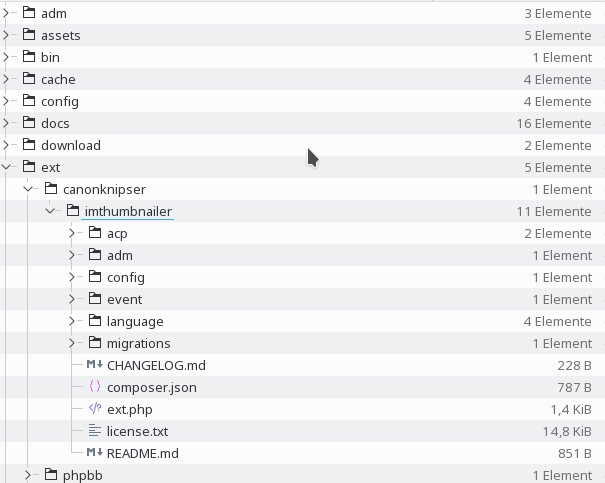 adm 3 Elemente
assets 5 Elemente
bin 1 Element
cache 4 Elemente
config 4 Elemente
docs 16 Elemente
download 2 Elemente
ext 5 Elemente
canonknipser 1 Element
imthumbnailer 11 Elemente
acp 2 Elemente
adm 1 Element
config 1 Element
event 1 Element
language 4 Elemente
migrations 1 Element
CHANGELOG.md 228 B
composer.json 787 B
ext.php 1,4 KiB
license.txt 14,8 KiB
README.md 851 B
phpbb 1 Element